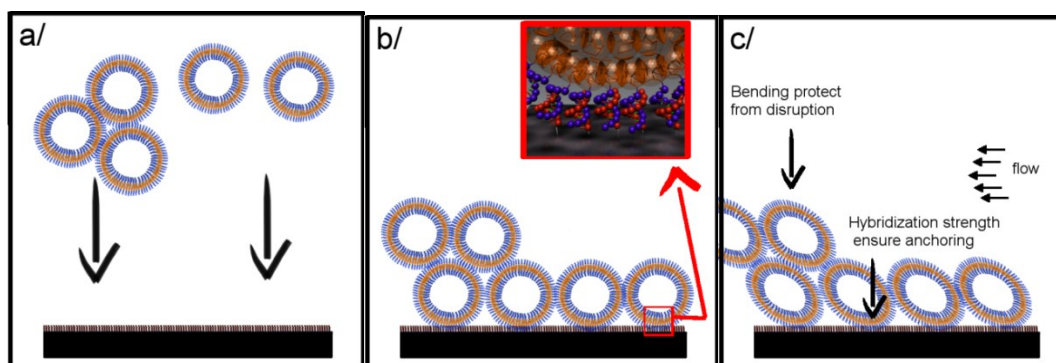 a/
b/
c/
Bending protect
from disruption
flow
Hybridization strength
ensure anchoring